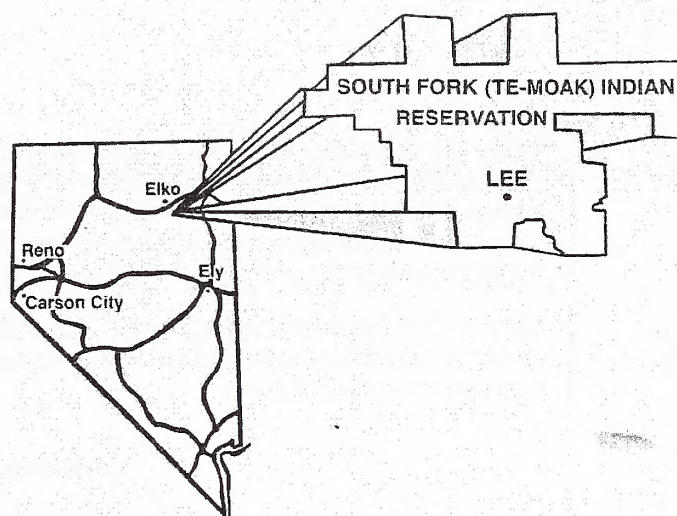 SOUTH FORK (TE-MOAK) INDIAN
RESERVATION
LEE
Elko
Reno
Ely
Carson City